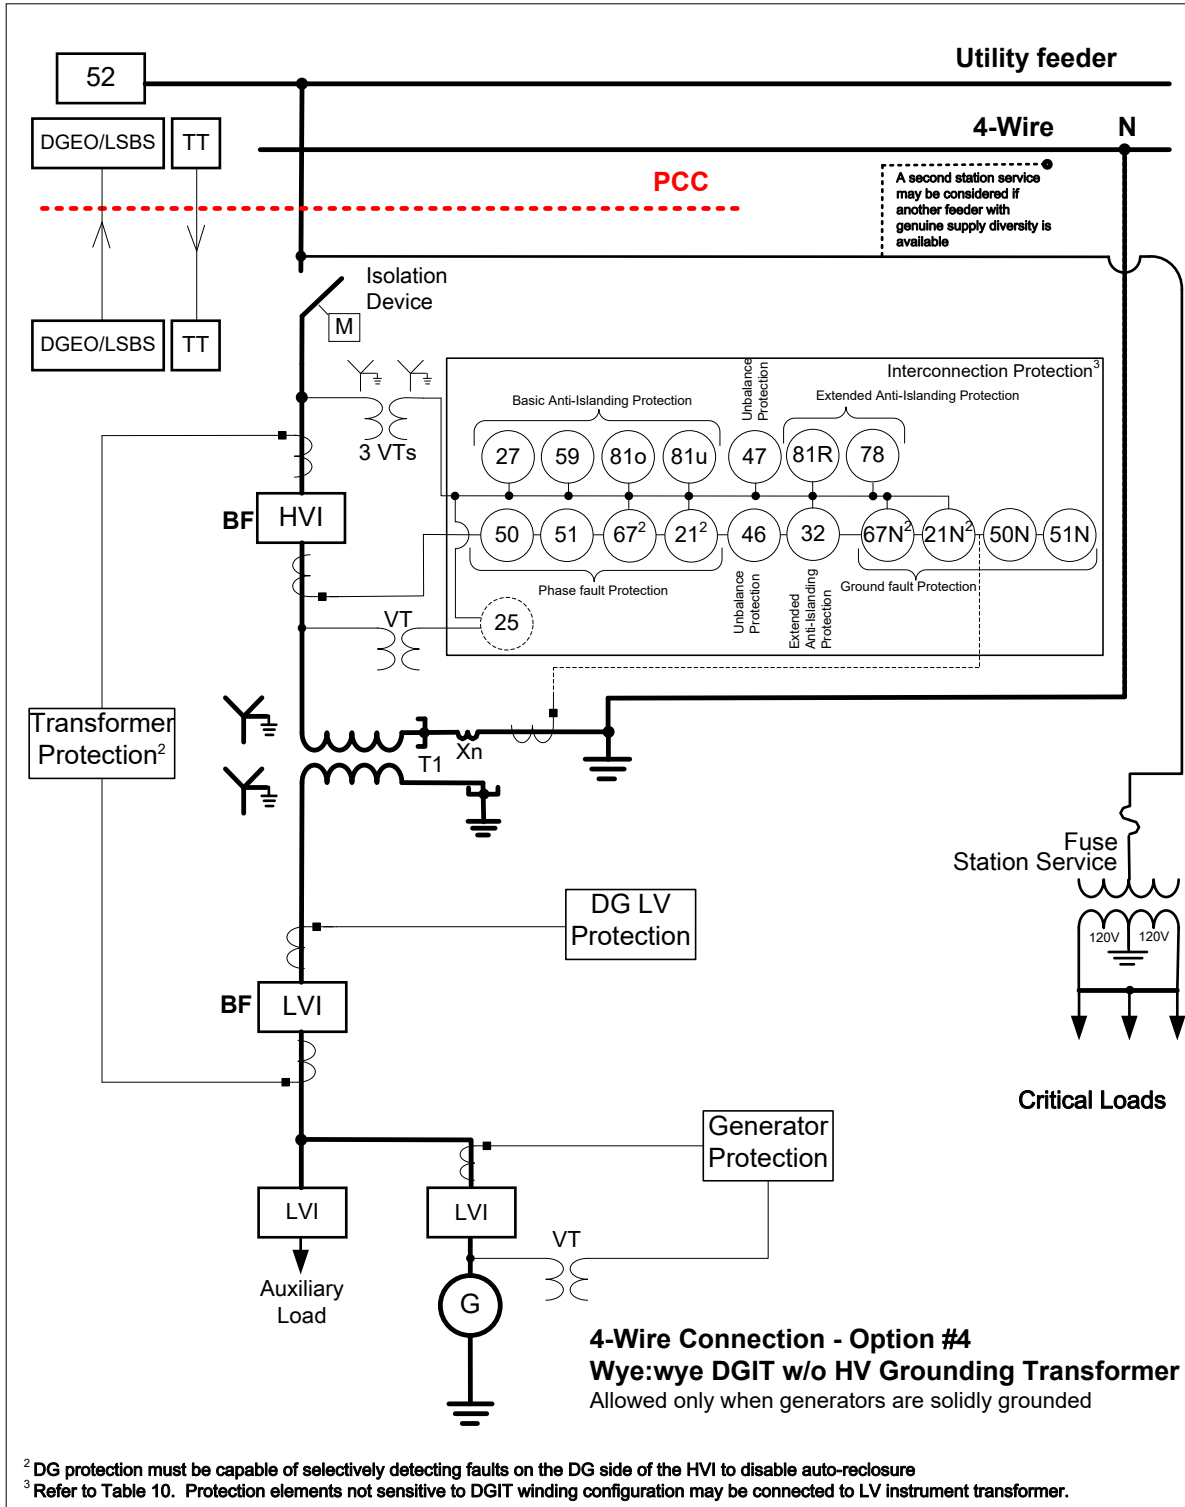 Utility feeder
52
4-Wire N
DGEO/LSBS TT
PCC
A second station service
may be considered if
another feeder with
genuine supply diversity is
available
Isolation
Device
M
DGEO/LSBS TT
Interconnection Protection³
Basic Anti-Islanding Protection
Unbalance
Protection
Extended Anti-Islanding Protection
3 VTs
27 59 81o 81u 47 81R 78
BF HVI
50 51 67² 21² 46 32 67N² 21N² 50N 51N
Phase fault Protection
Unbalance
Protection
Extended
Anti-Islanding
Protection
Ground fault Protection
VT
25
Transformer
Protection²
T1
Xn
Fuse
Station Service
120V 120V
DG LV
Protection
BF LVI
Critical Loads
Generator
Protection
LVI
LVI
VT
Auxiliary
Load
G
4-Wire Connection - Option #4
Wye:wye DGIT w/o HV Grounding Transformer
Allowed only when generators are solidly grounded
² DG protection must be capable of selectively detecting faults on the DG side of the HVI to disable auto-reclosure
³ Refer to Table 10. Protection elements not sensitive to DGIT winding configuration may be connected to LV instrument transformer.